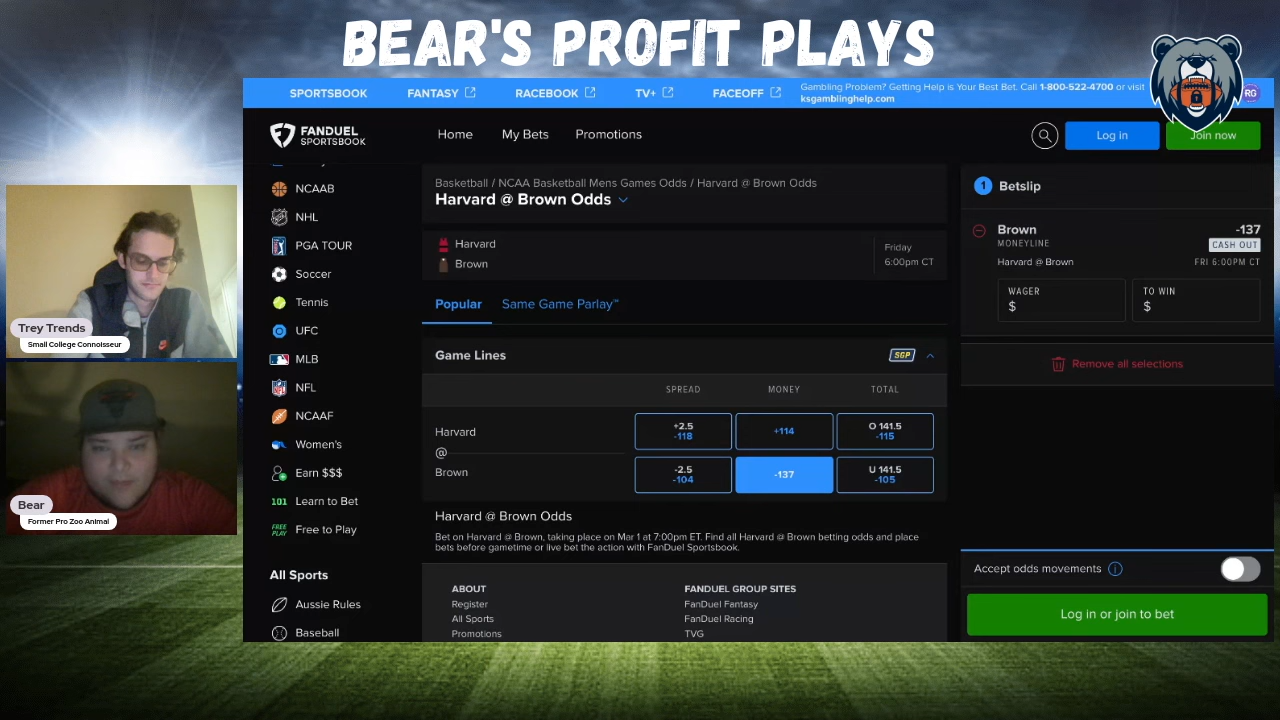 BEAR'S PROFIT PLAYS
SPORTSBOOK FANTASY RACEBOOK TV+ FACEOFF
Gambling Problem? Getting Help is Your Best Bet. Call 1-800-522-4700 or visit
ksgamblinghelp.com
RG
FANDUEL
SPORTSBOOK
Home My Bets Promotions
Log in Join now
NCAAB
NHL
PGA TOUR
Soccer
Tennis
UFC
MLB
NFL
NCAAF
Women's
Earn $$$
101 Learn to Bet
FREE PLAY Free to Play
All Sports
Aussie Rules
Baseball
Basketball / NCAA Basketball Mens Games Odds / Harvard @ Brown Odds
Harvard @ Brown Odds
Harvard
Brown
Friday
6:00pm CT
Popular Same Game Parlay™
Game Lines SGP
SPREAD MONEY TOTAL
Harvard +2.5 -118 +114 O 141.5 -115
@
Brown -2.5 -104 -137 U 141.5 -105
Harvard @ Brown Odds
Bet on Harvard @ Brown, taking place on Mar 1 at 7:00pm ET. Find all Harvard @ Brown betting odds and place
bets before gametime or live bet the action with FanDuel Sportsbook.
ABOUT FANDUEL GROUP SITES
Register FanDuel Fantasy
All Sports FanDuel Racing
Promotions TVG
1 Betslip
Brown -137
MONEYLINE CASH OUT
Harvard @ Brown FRI 6:00PM CT
WAGER TO WIN
$ $
Remove all selections
Accept odds movements
Log in or join to bet
Trey Trends
Small College Connoisseur
Bear
Former Pro Zoo Animal